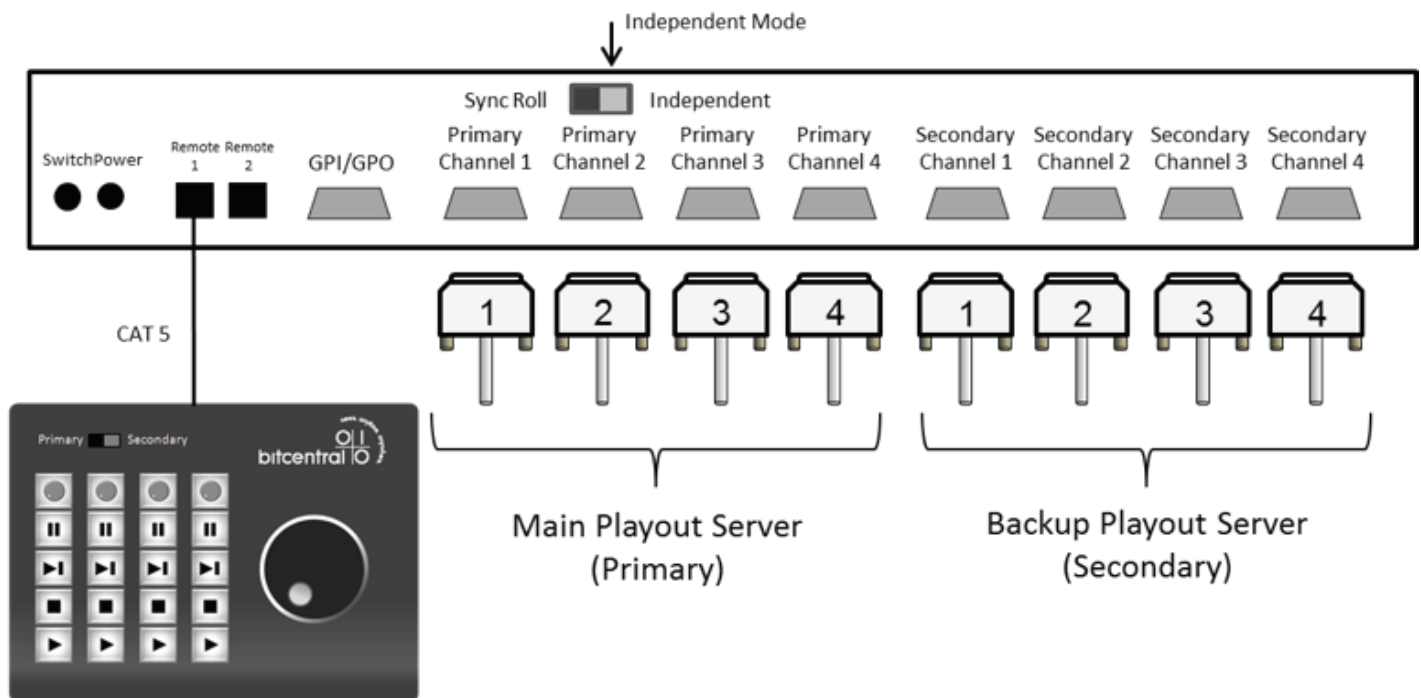 Independent Mode
Sync Roll Independent
Primary Channel 1
Primary Channel 2
Primary Channel 3
Primary Channel 4
Secondary Channel 1
Secondary Channel 2
Secondary Channel 3
Secondary Channel 4
SwitchPower
Remote 1
Remote 2
GPI/GPO
1 2 3 4 1 2 3 4
CAT 5
Primary Secondary
bitcentral
Main Playout Server
(Primary)
Backup Playout Server
(Secondary)